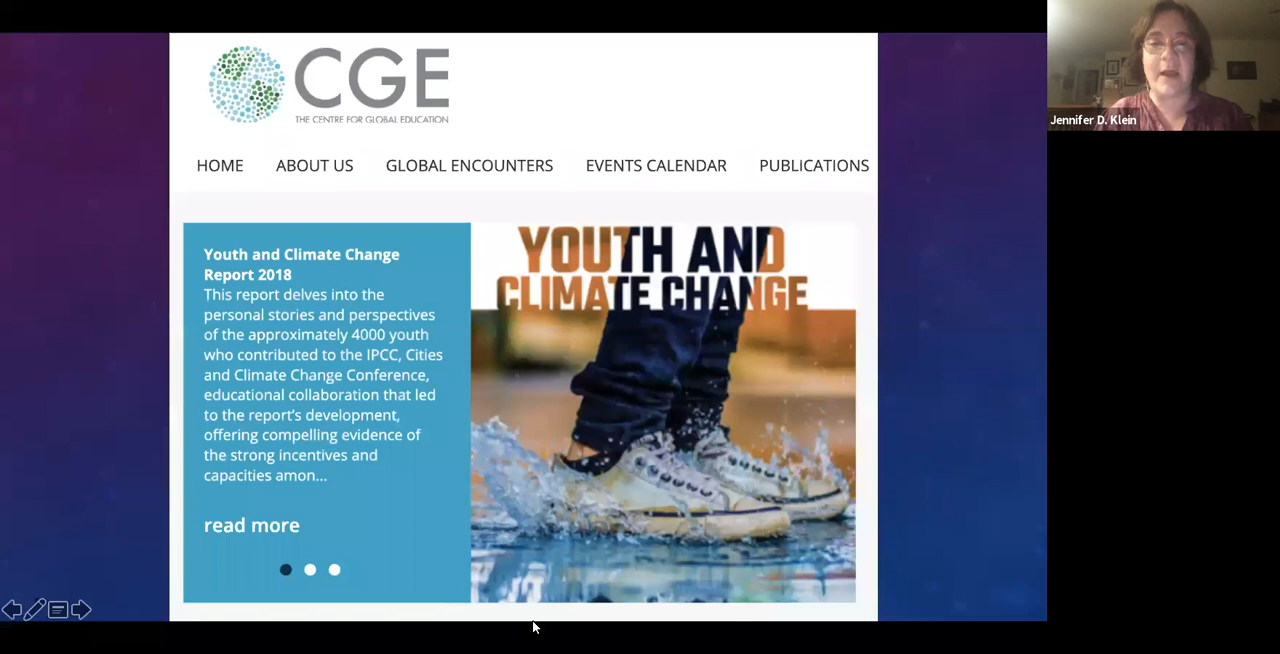 CGE
THE CENTRE FOR GLOBAL EDUCATION
HOME ABOUT US GLOBAL ENCOUNTERS EVENTS CALENDAR PUBLICATIONS
Youth and Climate Change
Report 2018
This report delves into the
personal stories and perspectives
of the approximately 4000 youth
who contributed to the IPCC, Cities
and Climate Change Conference,
educational collaboration that led
to the report's development,
offering compelling evidence of
the strong incentives and
capacities amon...
read more
YOUTH AND
CLIMATE CHANGE
Jennifer D. Klein